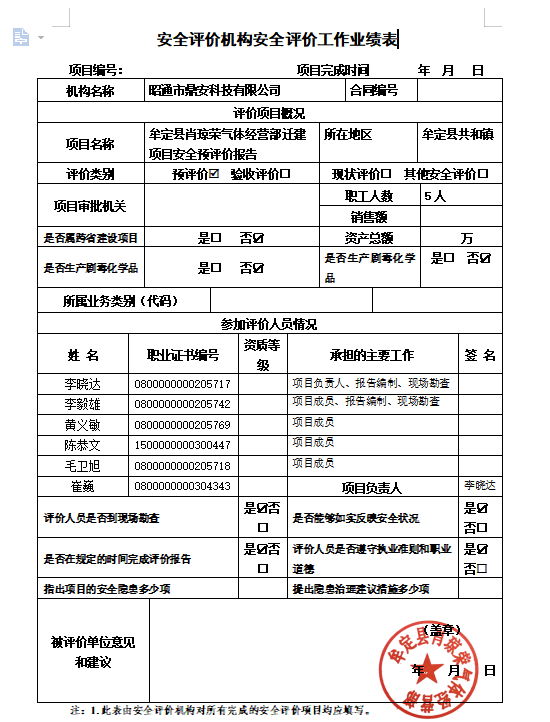 安全评价机构安全评价工作业绩表
项目编号： 项目完成时间 年 月 日
机构名称 昭通市鼎安科技有限公司 合同编号
评价项目概况
项目名称 牟定县肖琼荣气体经营部迁建 所在地区 牟定县共和镇
项目安全预评价报告
评价类别 预评价☑ 验收评价□ 现状评价□ 其他安全评价□
项目审批机关 职工人数 5人
销售额
是否属跨省建设项目 是□ 否☑ 资产总额 万
是否生产剧毒化学品 是□ 否☑ 是否生产剧毒化学 是□ 否☑
品
所属业务类别（代码）
参加评价人员情况
姓 名 职业证书编号 资质等 承担的主要工作 签 名
级
李晓达 0800000000205717 项目负责人、报告编制、现场勘查
李毅雄 0800000000205742 项目成员、报告编制、现场勘查
黄义敏 0800000000205769 项目成员
陈恭文 1500000000300447 项目成员
毛卫旭 0800000000205718 项目成员
崔巍 0800000000304343 项目负责人 李晓达
评价人员是否到现场勘查 是☑否 是否能够如实反映安全状况 是☑
□ 否□
是否在规定的时间完成评价报告 是☑否 评价人员是否遵守执业准则和职业 是☑
□ 道德 否□
指出项目的安全隐患多少项 提出隐患治理建议措施多少项
被评价单位意见
和建议
（盖章）
年 月 日
牟定县肖琼荣气体经营部
注：1.此表由安全评价机构对所有完成的安全评价项目均应填写。